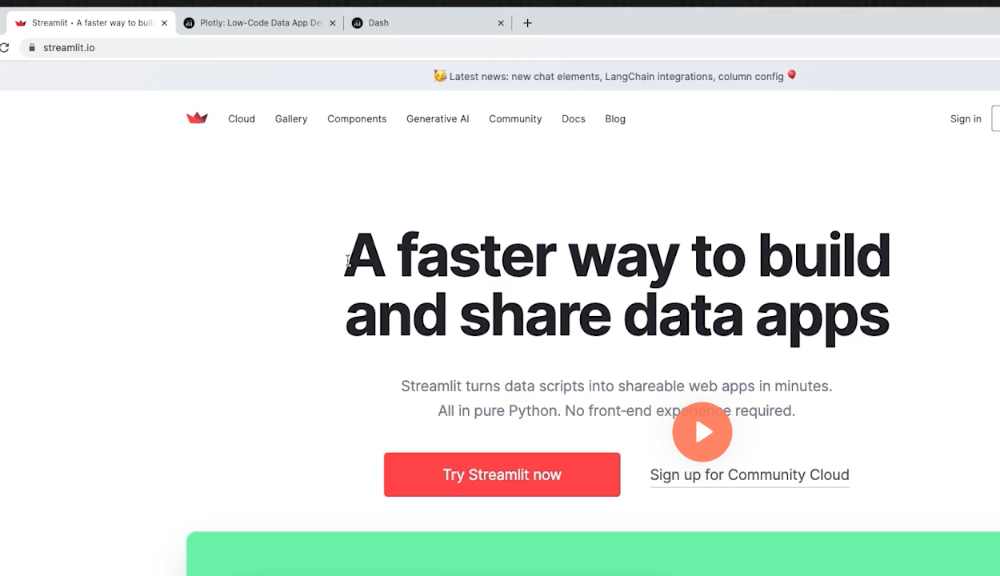 Streamlit • A faster way to buil
Plotly: Low-Code Data App De
Dash
streamlit.io
🥳 Latest news: new chat elements, LangChain integrations, column config 🎈
Cloud Gallery Components Generative AI Community Docs Blog Sign in
A faster way to build
and share data apps
Streamlit turns data scripts into shareable web apps in minutes.
All in pure Python. No front-end experience required.
Try Streamlit now
Sign up for Community Cloud